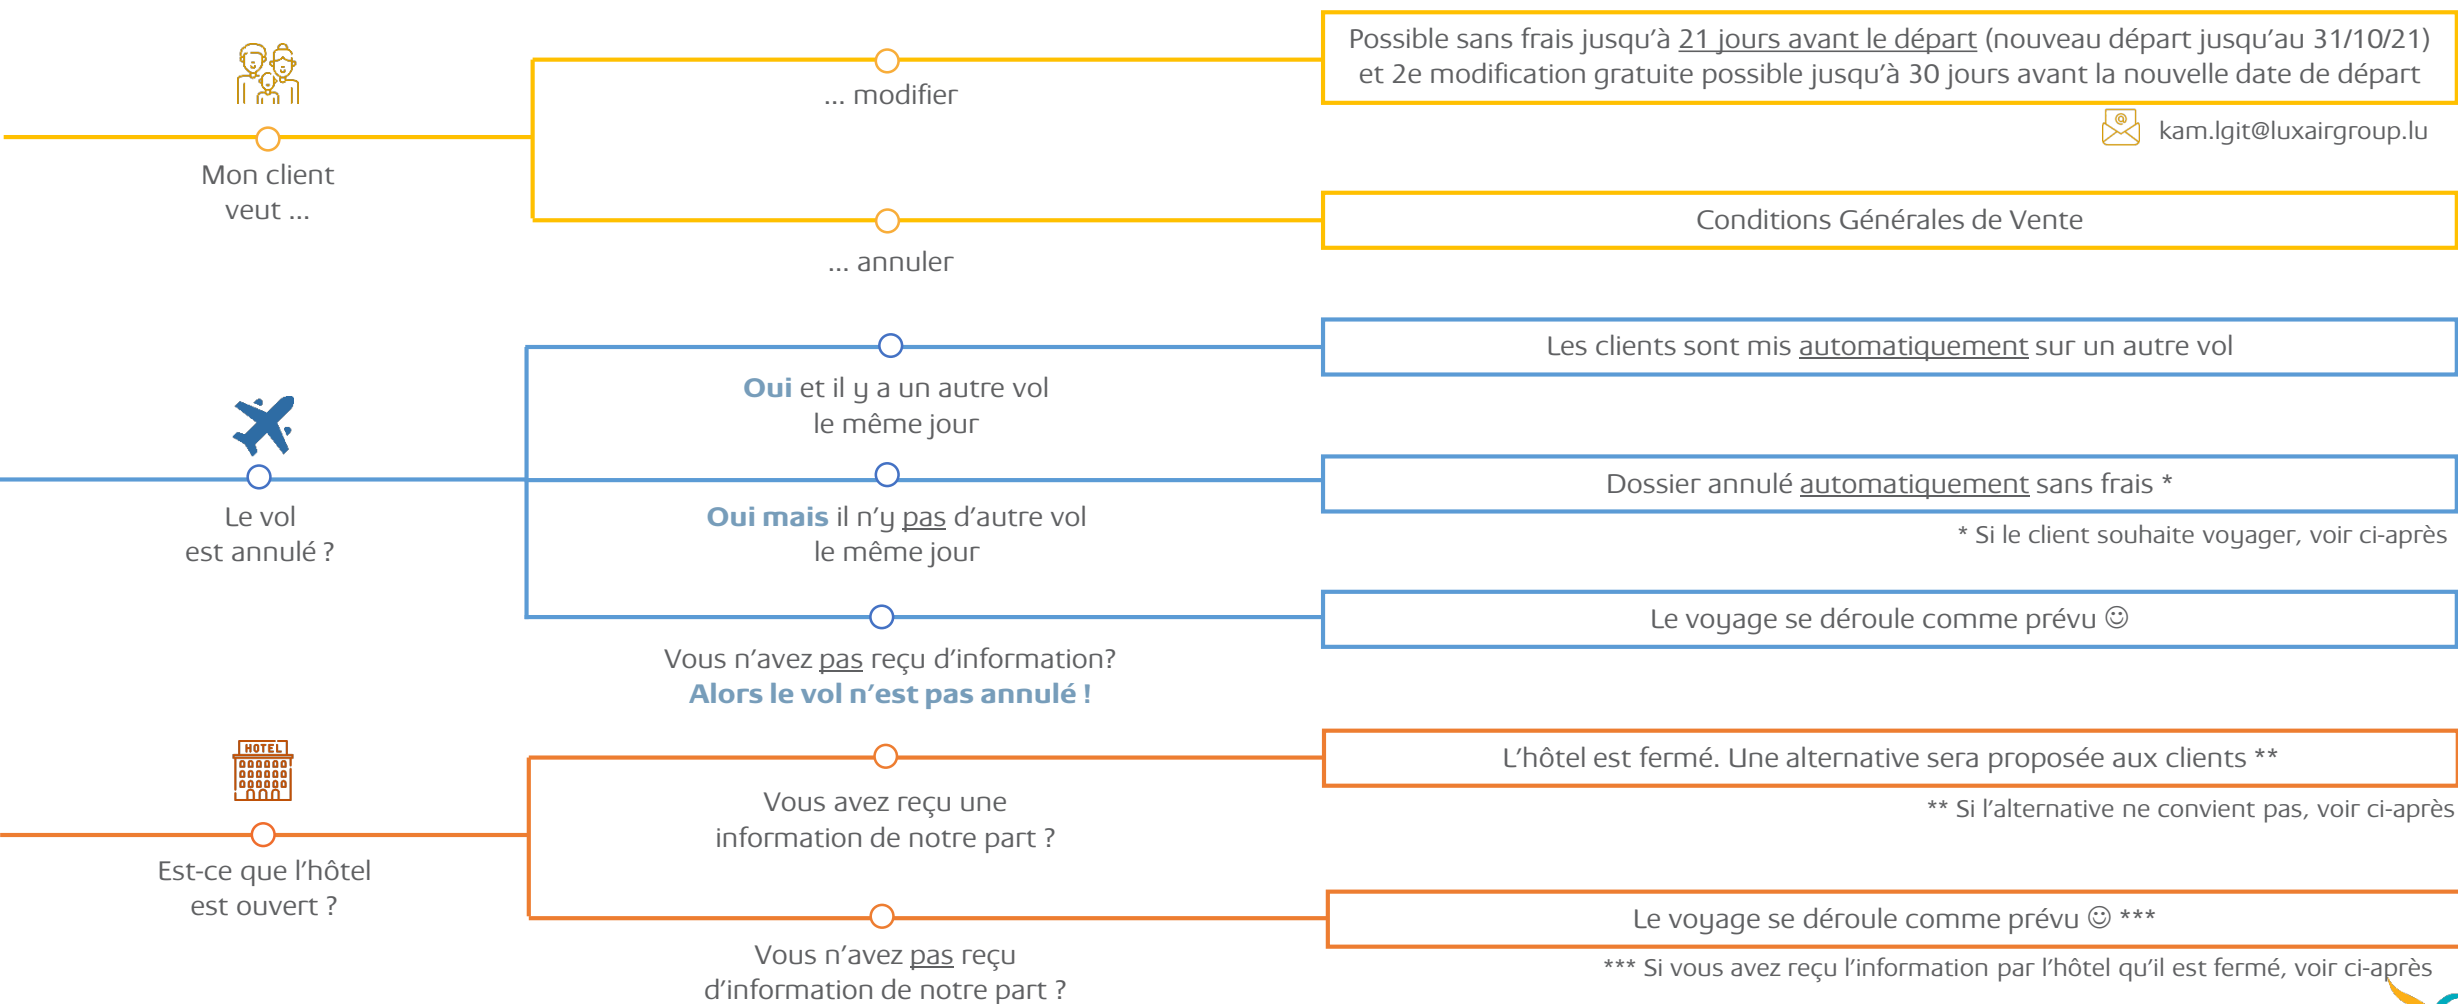 Possible sans frais jusqu’à 21 jours avant le départ (nouveau départ jusqu’au 31/10/21)
et 2e modification gratuite possible jusqu’à 30 jours avant la nouvelle date de départ
... modifier
kam.lgit@luxairgroup.lu
Mon client
veut ...
Conditions Générales de Vente
... annuler
Les clients sont mis automatiquement sur un autre vol
Oui et il y a un autre vol
le même jour
Dossier annulé automatiquement sans frais *
Le vol
est annulé ?
Oui mais il n’y pas d’autre vol
le même jour
* Si le client souhaite voyager, voir ci-après
Le voyage se déroule comme prévu ☺
Vous n’avez pas reçu d’information?
Alors le vol n’est pas annulé !
HOTEL
L’hôtel est fermé. Une alternative sera proposée aux clients **
Vous avez reçu une
information de notre part ?
** Si l’alternative ne convient pas, voir ci-après
Est-ce que l’hôtel
est ouvert ?
Le voyage se déroule comme prévu ☺ ***
Vous n’avez pas reçu
d’information de notre part ?
*** Si vous avez reçu l’information par l’hôtel qu’il est fermé, voir ci-après